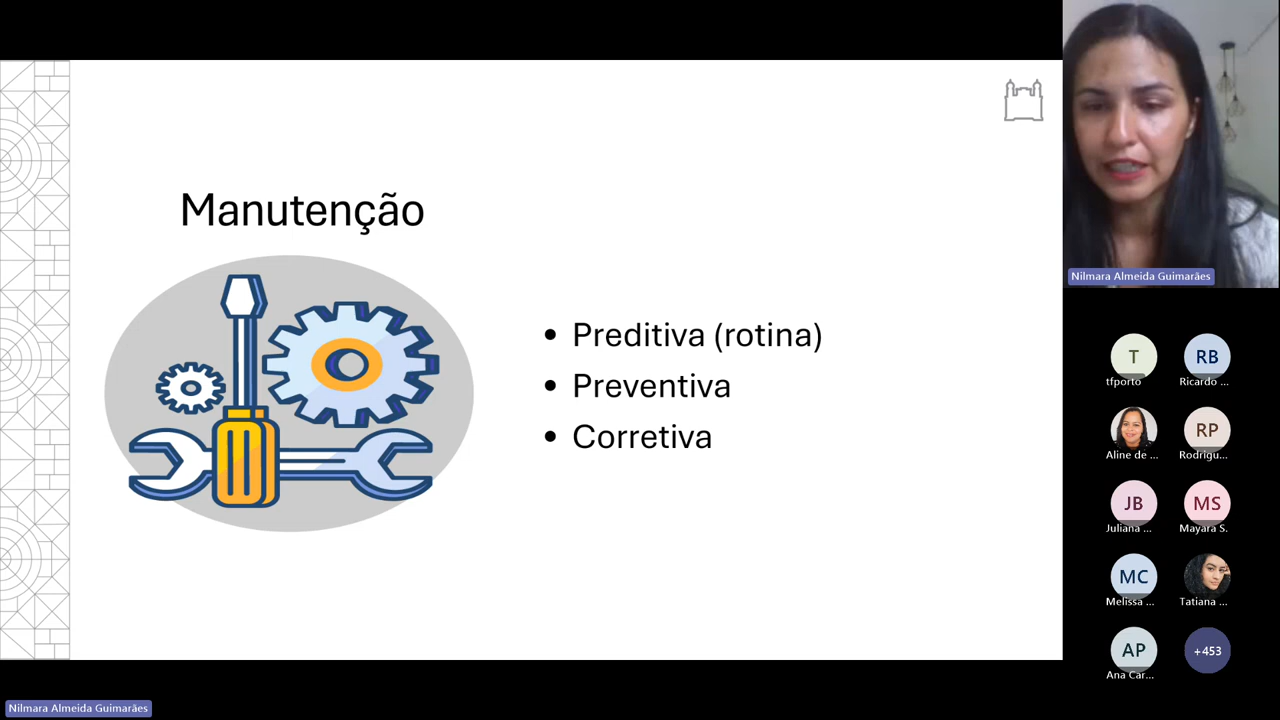 Manutenção
• Preditiva (rotina)
• Preventiva
• Corretiva
Nilmara Almeida Guimarães
T
RB
tfporto
Ricardo ...
RP
Aline de ...
Rodrigu...
JB
MS
Juliana ...
Mayara S.
MC
Melissa ...
Tatiana ...
AP
+453
Ana Car...
Nilmara Almeida Guimarães